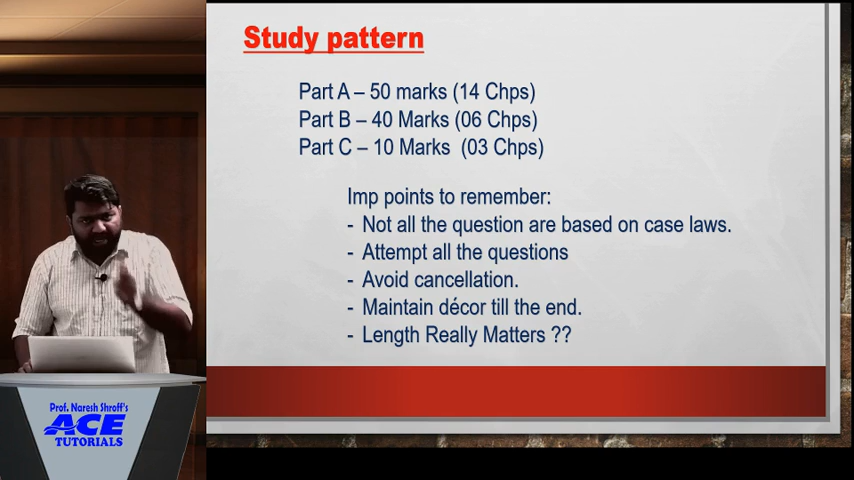 Study pattern
Part A – 50 marks (14 Chps)
Part B – 40 Marks (06 Chps)
Part C – 10 Marks (03 Chps)
Imp points to remember:
- Not all the question are based on case laws.
- Attempt all the questions
- Avoid cancellation.
- Maintain décor till the end.
- Length Really Matters ??
Prof. Naresh Shroff's
ACE
TUTORIALS